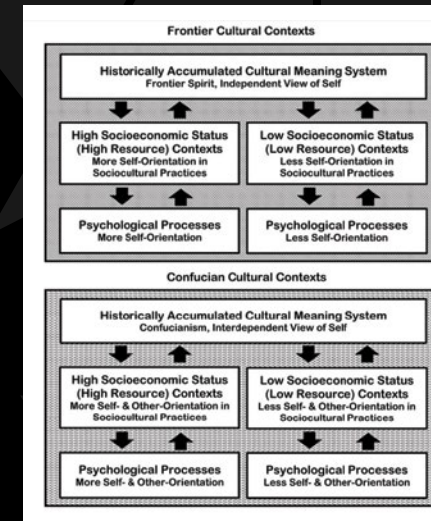 Frontier Cultural Contexts
Historically Accumulated Cultural Meaning System
Frontier Spirit, Independent View of Self
High Socioeconomic Status
(High Resource) Contexts
More Self-Orientation in
Sociocultural Practices
Low Socioeconomic Status
(Low Resource) Contexts
Less Self-Orientation in
Sociocultural Practices
Psychological Processes
More Self-Orientation
Psychological Processes
Less Self-Orientation
Confucian Cultural Contexts
Historically Accumulated Cultural Meaning System
Confucianism, Interdependent View of Self
High Socioeconomic Status
(High Resource) Contexts
More Self- & Other-Orientation in
Sociocultural Practices
Low Socioeconomic Status
(Low Resource) Contexts
Less Self- & Other-Orientation in
Sociocultural Practices
Psychological Processes
More Self- & Other-Orientation
Psychological Processes
Less Self- & Other-Orientation